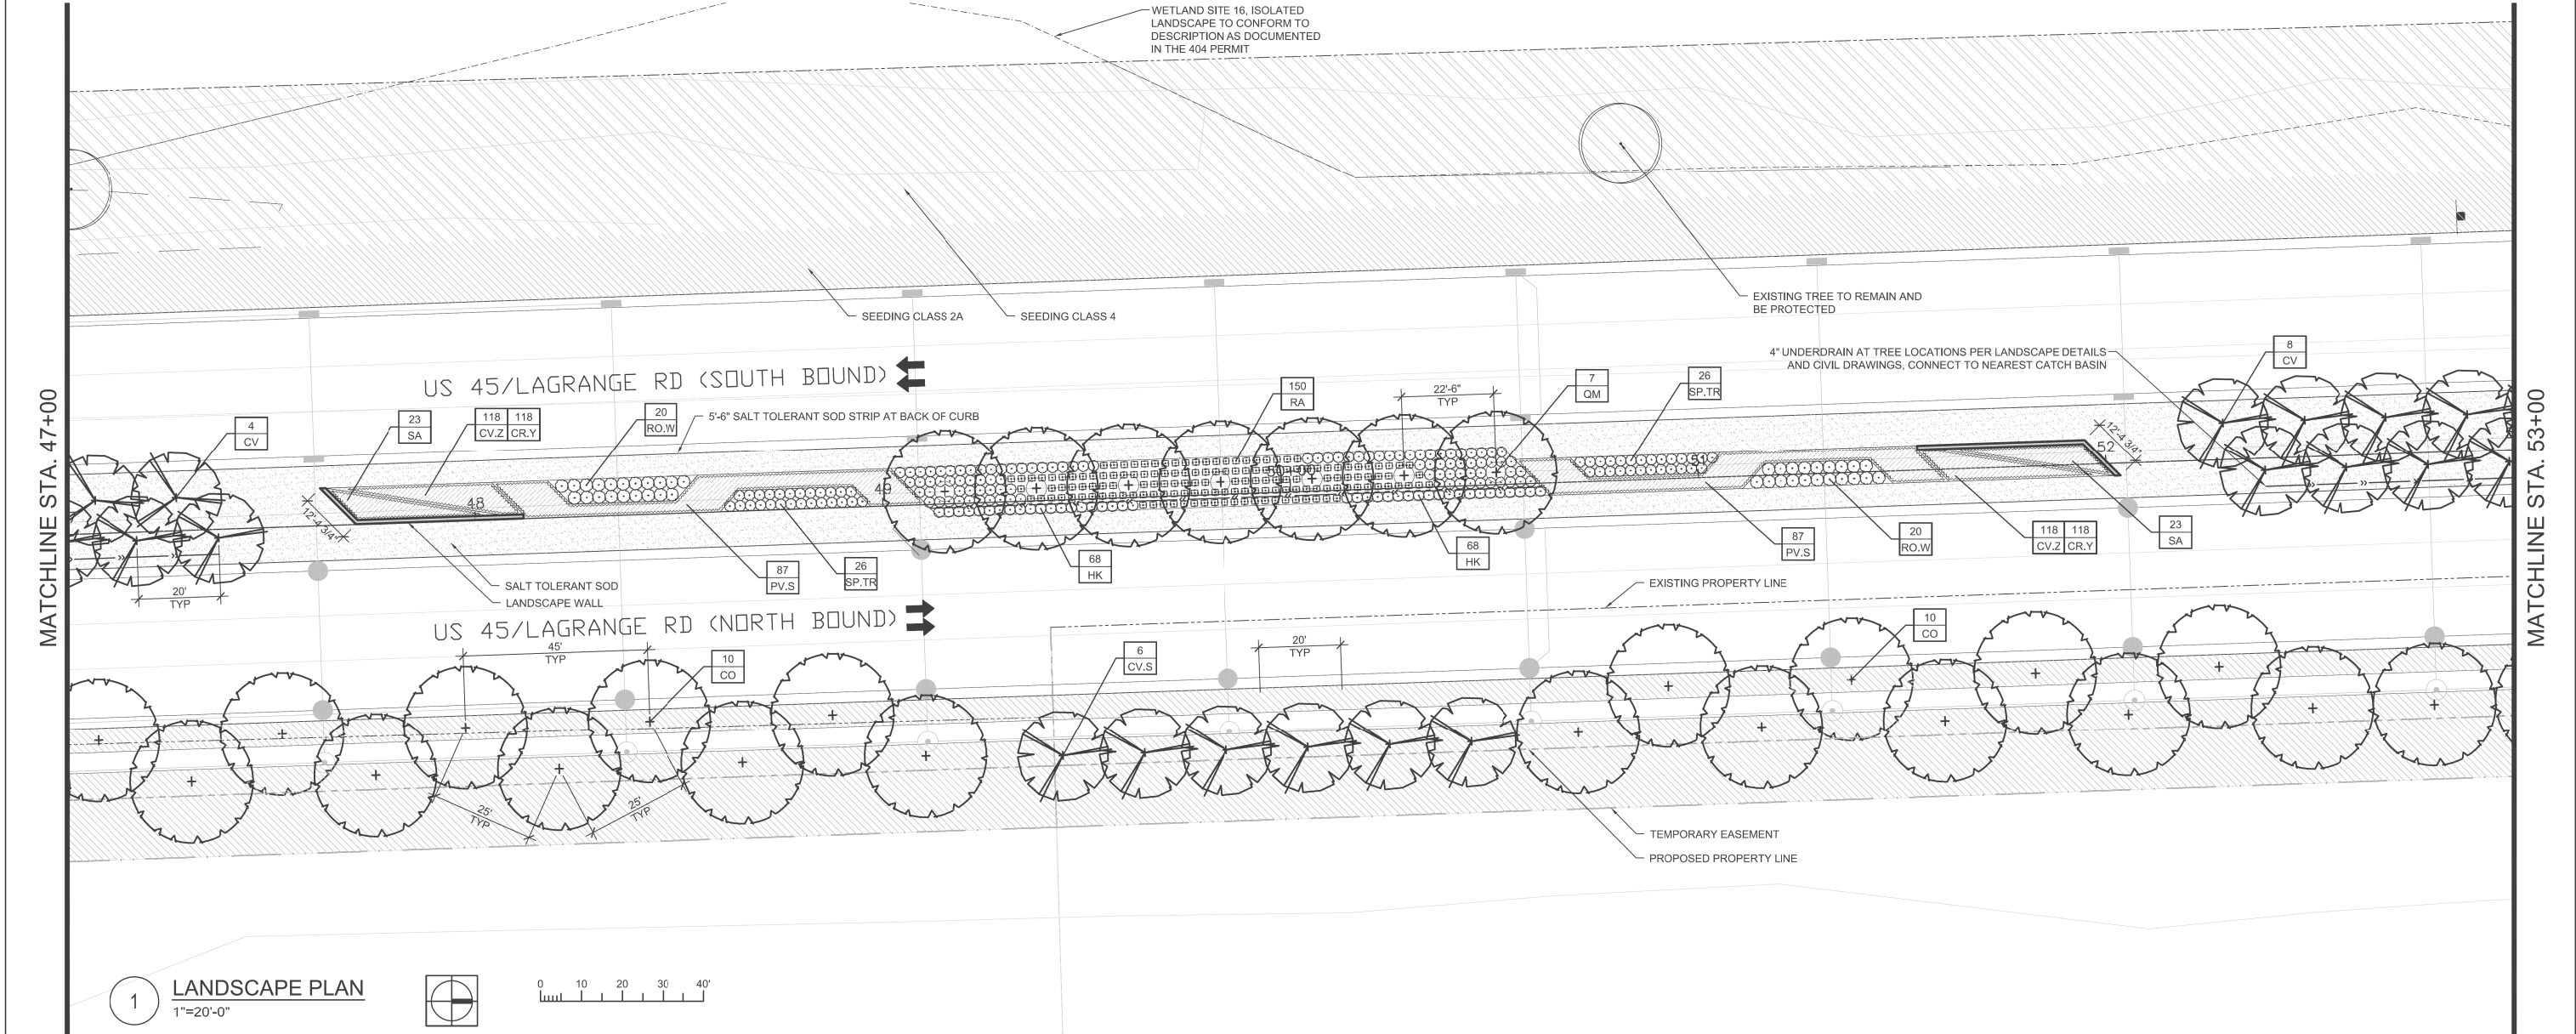 WETLAND SITE 16, ISOLATED
LANDSCAPE TO CONFORM TO
DESCRIPTION AS DOCUMENTED
IN THE 404 PERMIT
EXISTING TREE TO REMAIN AND
BE PROTECTED
SEEDING CLASS 2A
SEEDING CLASS 4
4" UNDERDRAIN AT TREE LOCATIONS PER LANDSCAPE DETAILS
AND CIVIL DRAWINGS, CONNECT TO NEAREST CATCH BASIN
8
CV
US 45/LAGRANGE RD (SOUTH BOUND)
MATCHLINE STA. 47+00
MATCHLINE STA. 53+00
4
CV
23
SA
118 118
CV.Z CR.Y
20
RO.W
5'-6" SALT TOLERANT SOD STRIP AT BACK OF CURB
150
RA
22'-6"
TYP
7
QM
26
SP.TR
12'-4 3/4"
52
12'-4 3/4"
48
49
51
20'
TYP
SALT TOLERANT SOD
LANDSCAPE WALL
87
PV.S
26
SP.TR
68
HK
68
HK
87
PV.S
20
RO.W
118 118
CV.Z CR.Y
23
SA
EXISTING PROPERTY LINE
US 45/LAGRANGE RD (NORTH BOUND)
45'
TYP
10
CO
6
CV.S
20'
TYP
10
CO
25'
TYP
25'
TYP
TEMPORARY EASEMENT
PROPOSED PROPERTY LINE
1
LANDSCAPE PLAN
1"=20'-0"
0 10 20 30 40'